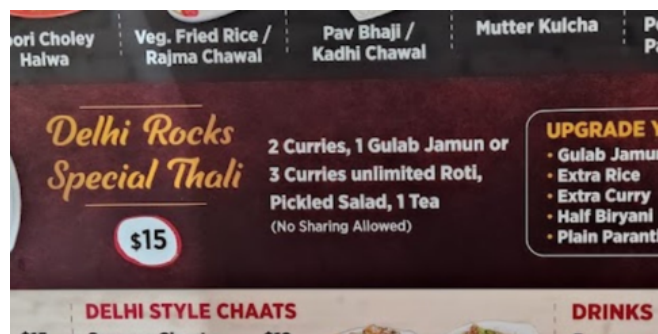 Choley
Halwa
Veg. Fried Rice /
Rajma Chawal
Pav Bhaji /
Kadhi Chawal
Mutter Kulcha
Delhi Rocks
Special Thali
$15
2 Curries, 1 Gulab Jamun or
3 Curries unlimited Roti,
Pickled Salad, 1 Tea
(No Sharing Allowed)
UPGRADE
· Gulab Jamun
· Extra Rice
· Extra Curry
· Half Biryani
· Plain
DELHI STYLE CHAATS
DRINKS